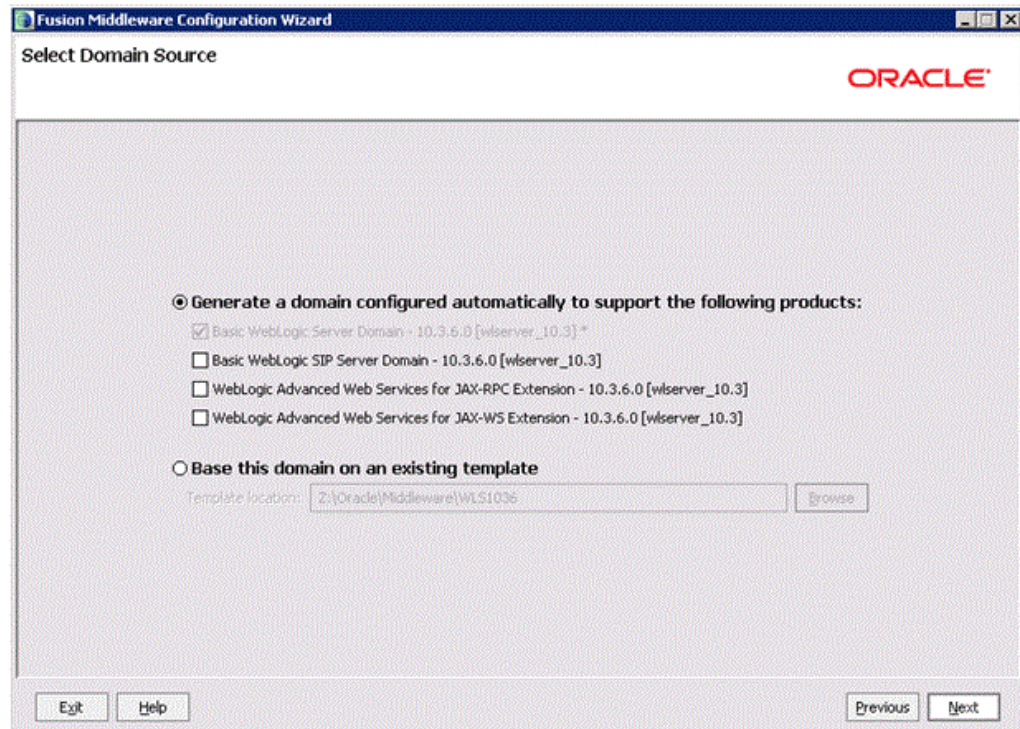 Fusion Middleware Configuration Wizard
Select Domain Source
ORACLE
Generate a domain configured automatically to support the following products:
Basic WebLogic Server Domain - 10.3.6.0 [wlserver_10.3] *
Basic WebLogic SIP Server Domain - 10.3.6.0 [wlserver_10.3]
WebLogic Advanced Web Services for JAX-RPC Extension - 10.3.6.0 [wlserver_10.3]
WebLogic Advanced Web Services for JAX-WS Extension - 10.3.6.0 [wlserver_10.3]
Base this domain on an existing template
Template location: Z:\Oracle\Middleware\WLS1036 Browse
Exit Help Previous Next